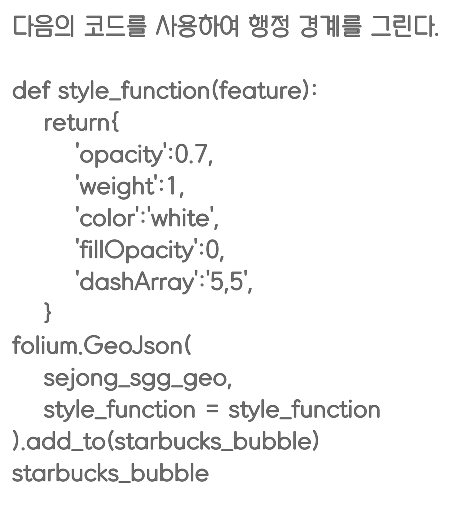 다음의 코드를 사용하여 행정 경계를 그린다.
def style_function(feature):
return{
'opacity':0.7,
'weight':1,
'color':'white',
'fillOpacity':0,
'dashArray':'5,5',
}
folium.GeoJson(
sejong_sgg_geo,
style_function = style_function
).add_to(starbucks_bubble)
starbucks_bubble